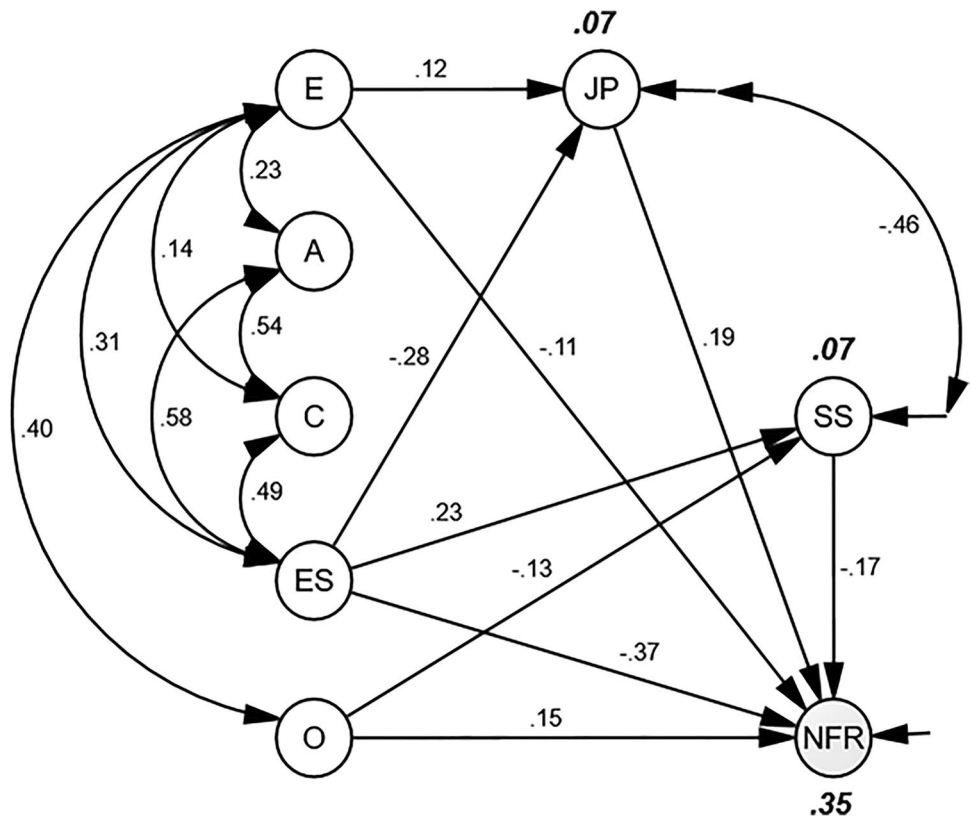 .07
E
.12
JP
.23
-.46
.14
A
.54
.31
-.28
-.11
.19
.07
.40
.58
C
SS
.49
.23
-.13
-.17
ES
-.37
.15
O
NFR
.35